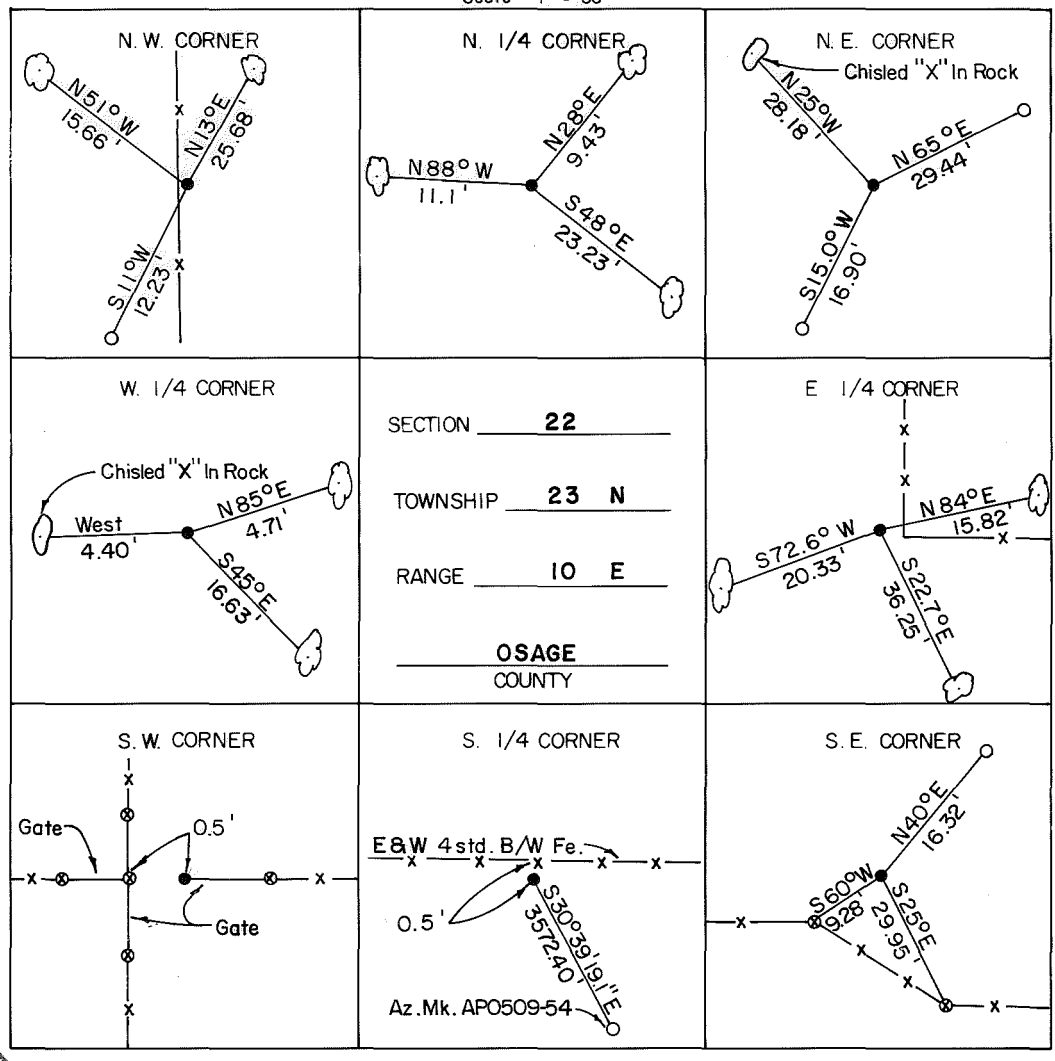 N.W. CORNER
N51°W
15.66'
N13°E
25.68'
S11°W
12.23'
x
x
N. 1/4 CORNER
N28°E
9.43'
N88°W
11.1'
S48°E
23.23'
N.E. CORNER
Chisled "X" In Rock
N25°W
28.18'
N65°E
29.44'
S15.0°W
16.90'
W. 1/4 CORNER
Chisled "X" In Rock
N85°E
4.71'
West
4.40'
S45°E
16.63'
SECTION 22
TOWNSHIP 23 N
RANGE 10 E
OSAGE
COUNTY
E 1/4 CORNER
x
x
N84°E
15.82'
x
S72.6°W
20.33'
S22.7°E
36.25'
S.W. CORNER
x
Gate
0.5'
x
x
Gate
x
S. 1/4 CORNER
E&W 4 std. B/W Fe.
x x x x x
0.5'
S30°39'19.1"E
3572.40'
Az.Mk. AP0509-54
S.E. CORNER
N40°E
16.32'
S60°W
9.28'
S25°E
29.95'
x
x
x
x